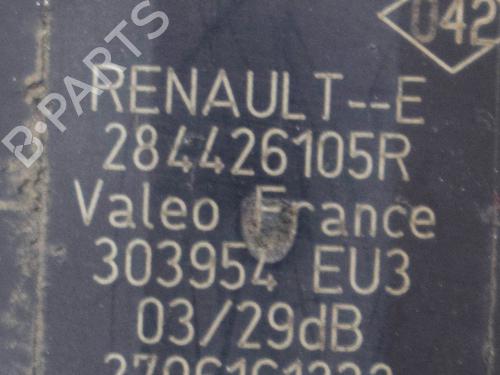 042
RENAULT--E
284426105R
Valeo France
303954 EU3
03/29dB
B-PARTS